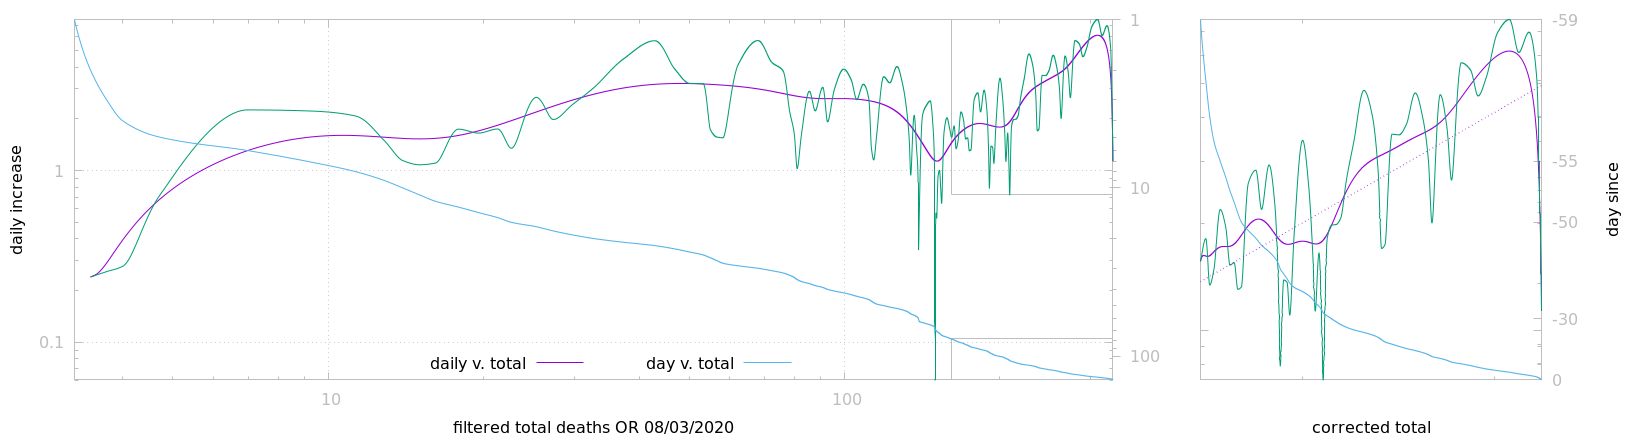 daily increase
1
0.1
10
100
1
10
100
daily v. total
day v. total
filtered total deaths OR 08/03/2020
-59
-55
-50
-30
0
day since
corrected total